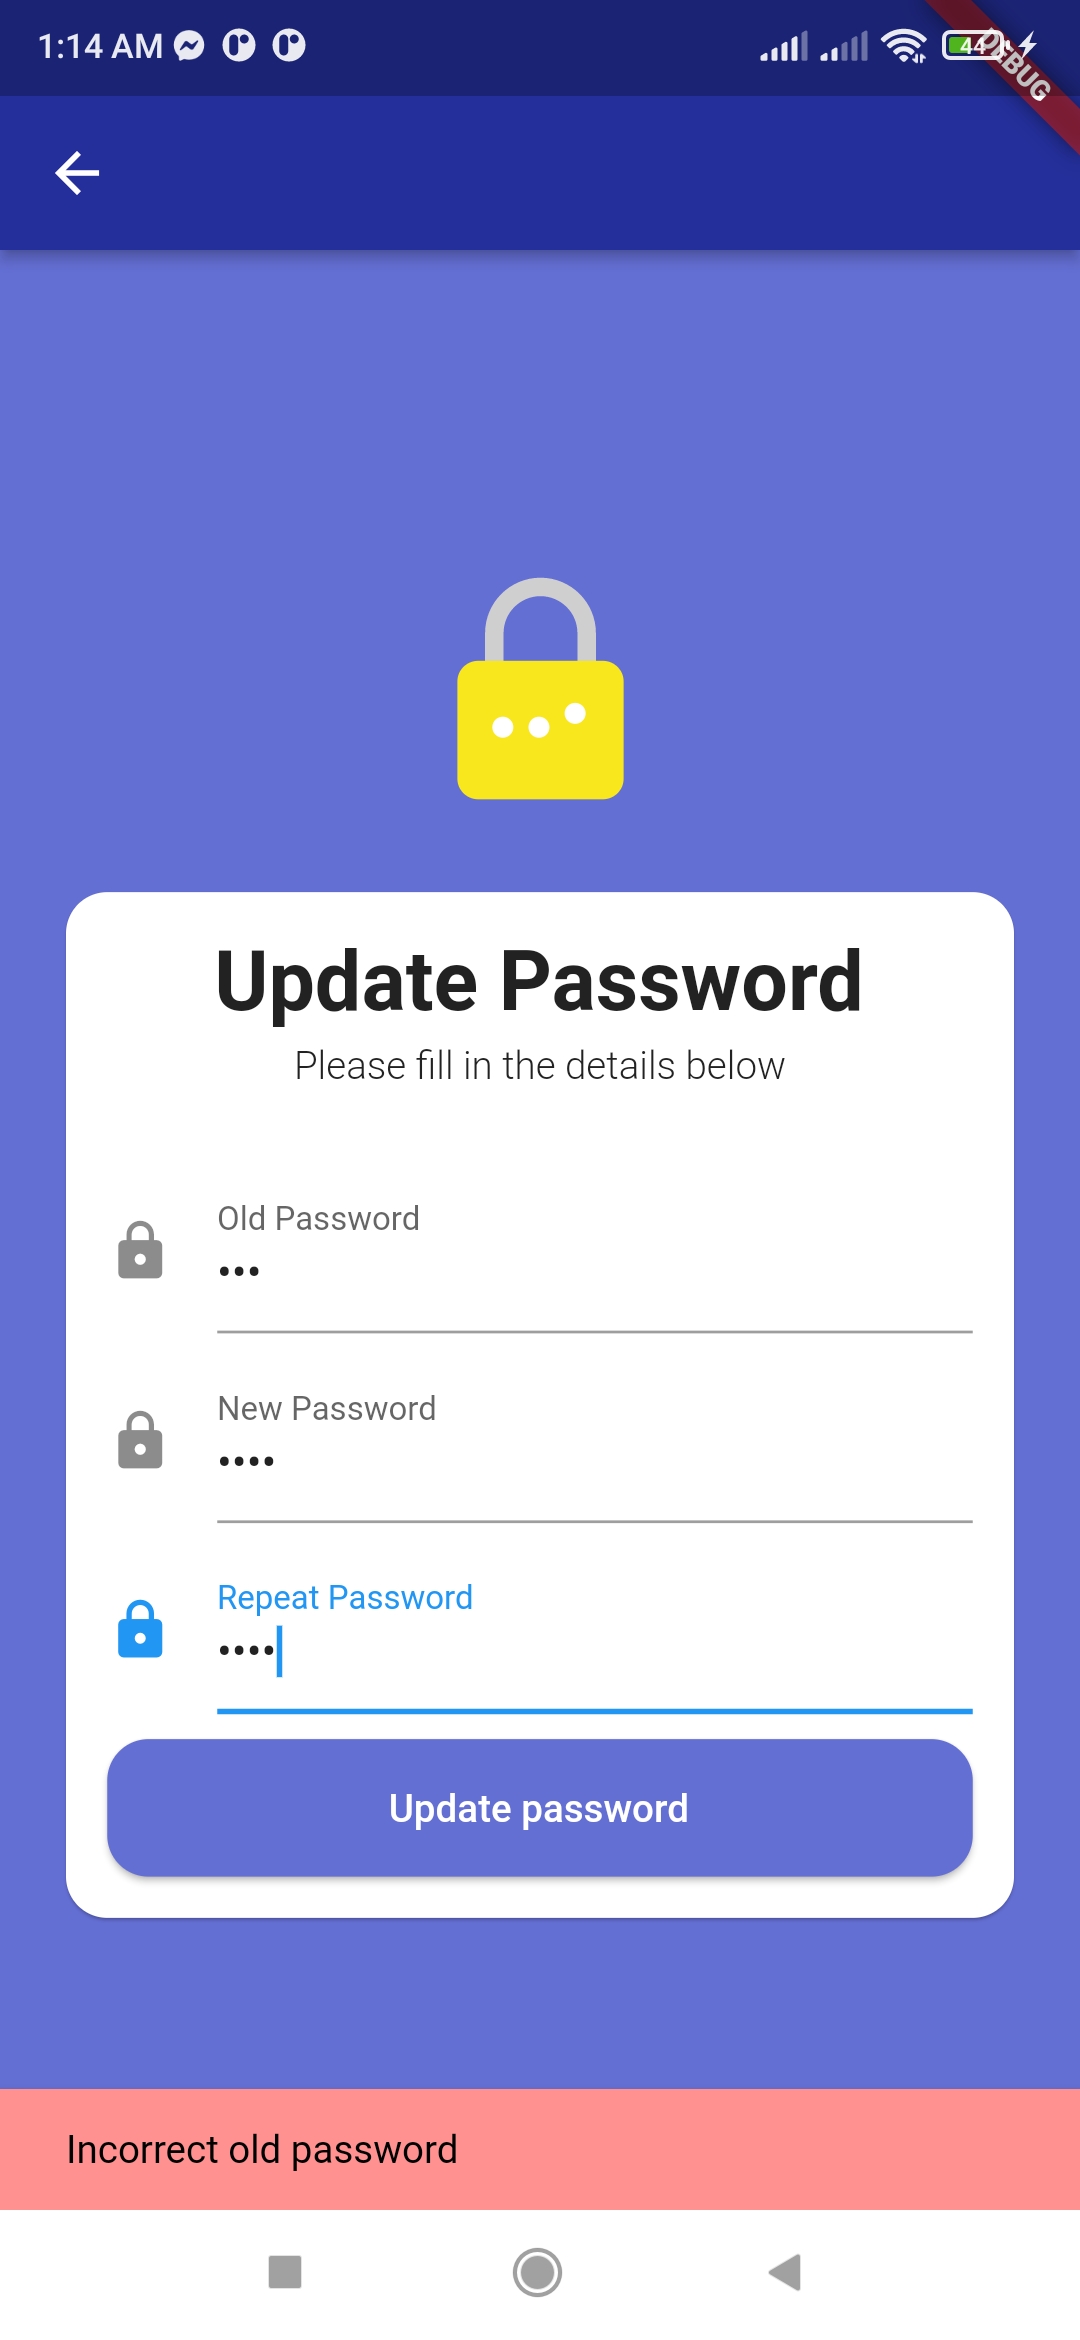 1:14 AM
44
DEBUG
Update Password
Please fill in the details below
Old Password
•••
New Password
••••
Repeat Password
••••
Update password
Incorrect old password